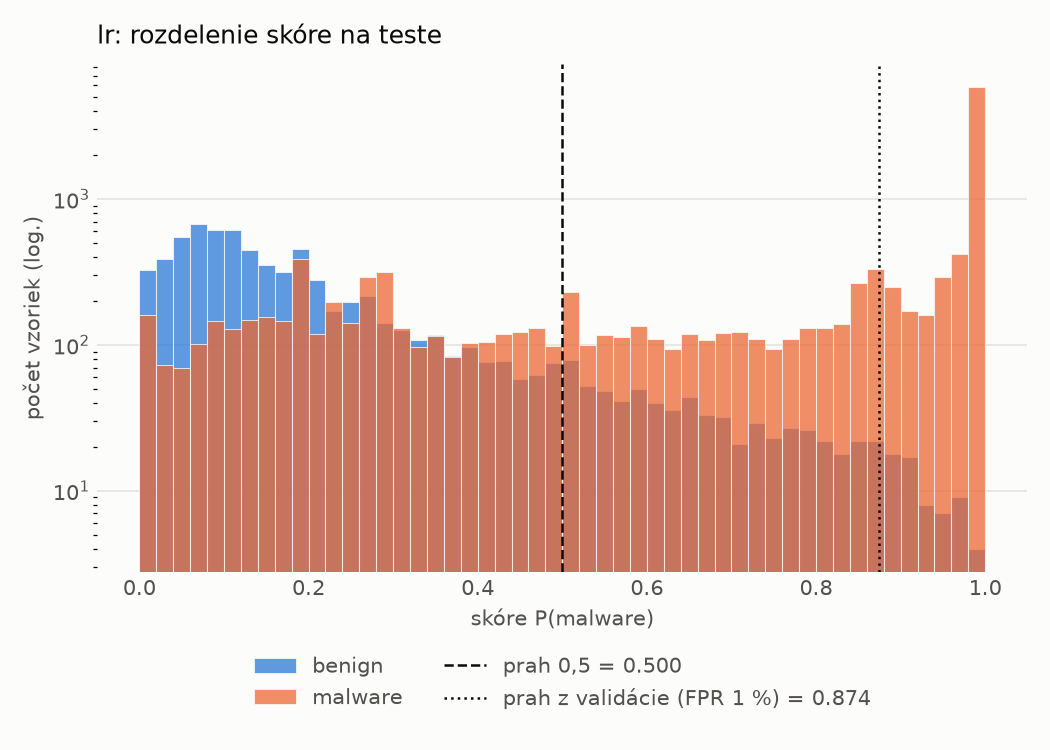 lr: rozdelenie skóre na teste
počet vzoriek (log.)
10³
10²
10¹
0.0 0.2 0.4 0.6 0.8 1.0
skóre P(malware)
benign
malware
prah 0,5 = 0.500
prah z validácie (FPR 1 %) = 0.874